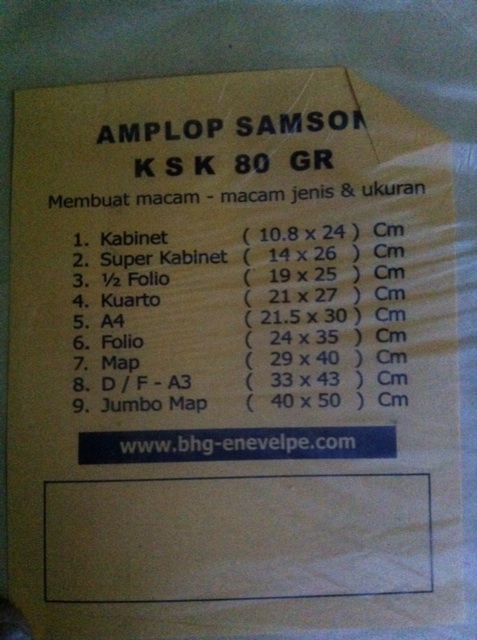 AMPLOP SAMSON
K S K 80 GR
Membuat macam - macam jenis & ukuran
1. Kabinet ( 10.8 x 24 ) Cm
2. Super Kabinet ( 14 x 26 ) Cm
3. ½ Folio ( 19 x 25 ) Cm
4. Kuarto ( 21 x 27 ) Cm
5. A4 ( 21.5 x 30 ) Cm
6. Folio ( 24 x 35 ) Cm
7. Map ( 29 x 40 ) Cm
8. D / F - A3 ( 33 x 43 ) Cm
9. Jumbo Map ( 40 x 50 ) Cm
www.bhg-enevelpe.com